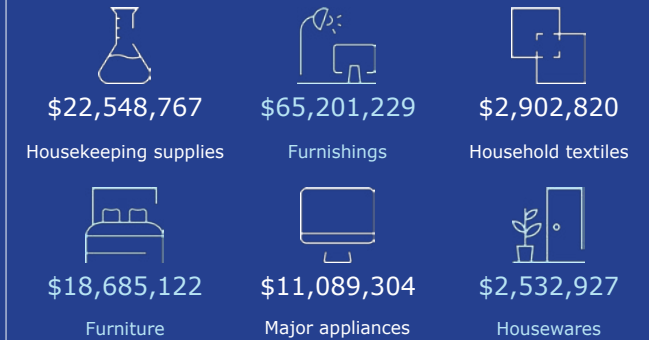 $22,548,767 $65,201,229 $2,902,820
Housekeeping supplies Furnishings Household textiles
$18,685,122 $11,089,304 $2,532,927
Furniture Major appliances Housewares